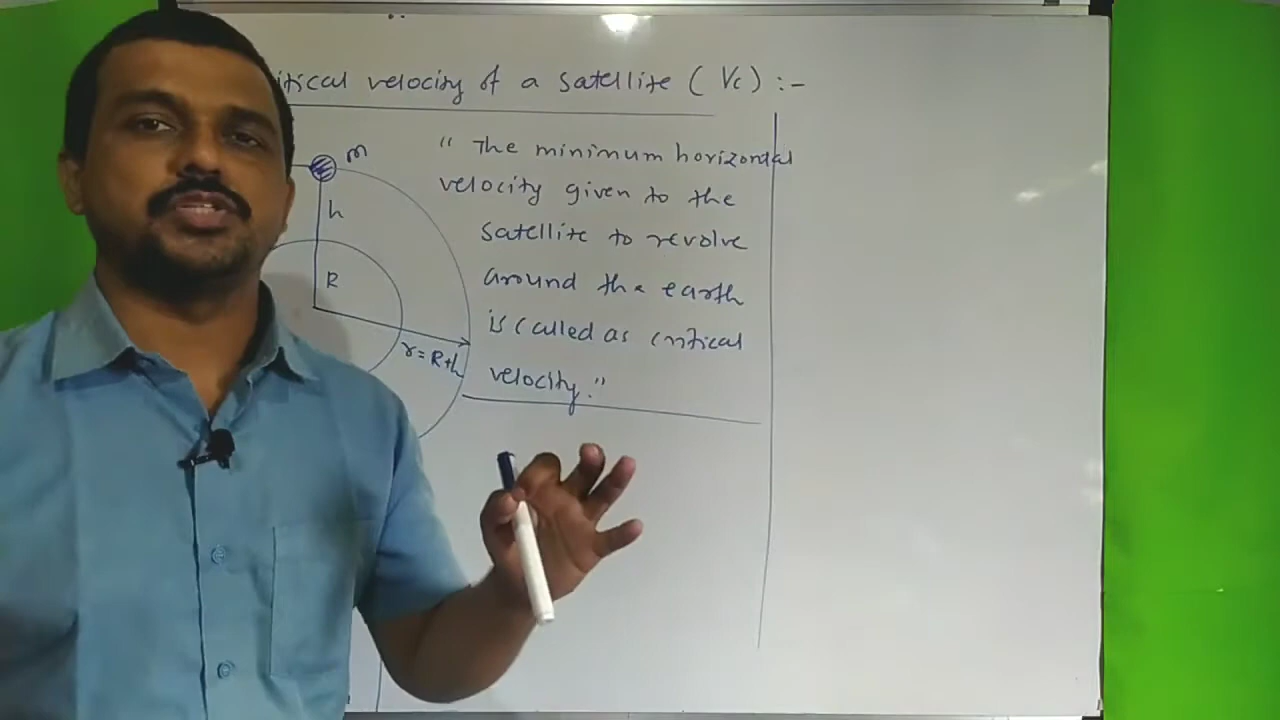 itical velocity of a satellite ( Vc ) :-
m
h
R
r = R+h
" The minimum horizontal
velocity given to the
satellite to revolve
around the earth
is called as critical
velocity."